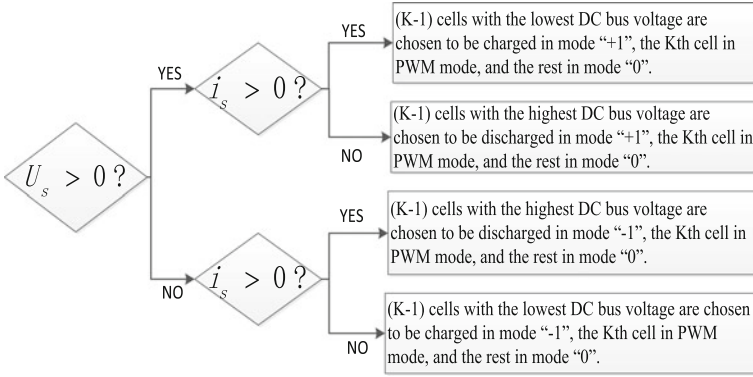 U_s > 0 ?
YES
i_s > 0 ?
YES
(K-1) cells with the lowest DC bus voltage are
chosen to be charged in mode “+1”, the Kth cell in
PWM mode, and the rest in mode “0”.
NO
(K-1) cells with the highest DC bus voltage are
chosen to be discharged in mode “+1”, the Kth cell in
PWM mode, and the rest in mode “0”.
NO
i_s > 0 ?
YES
(K-1) cells with the highest DC bus voltage are
chosen to be discharged in mode “-1”, the Kth cell in
PWM mode, and the rest in mode “0”.
NO
(K-1) cells with the lowest DC bus voltage are chosen
to be charged in mode “-1”, the Kth cell in PWM
mode, and the rest in mode “0”.